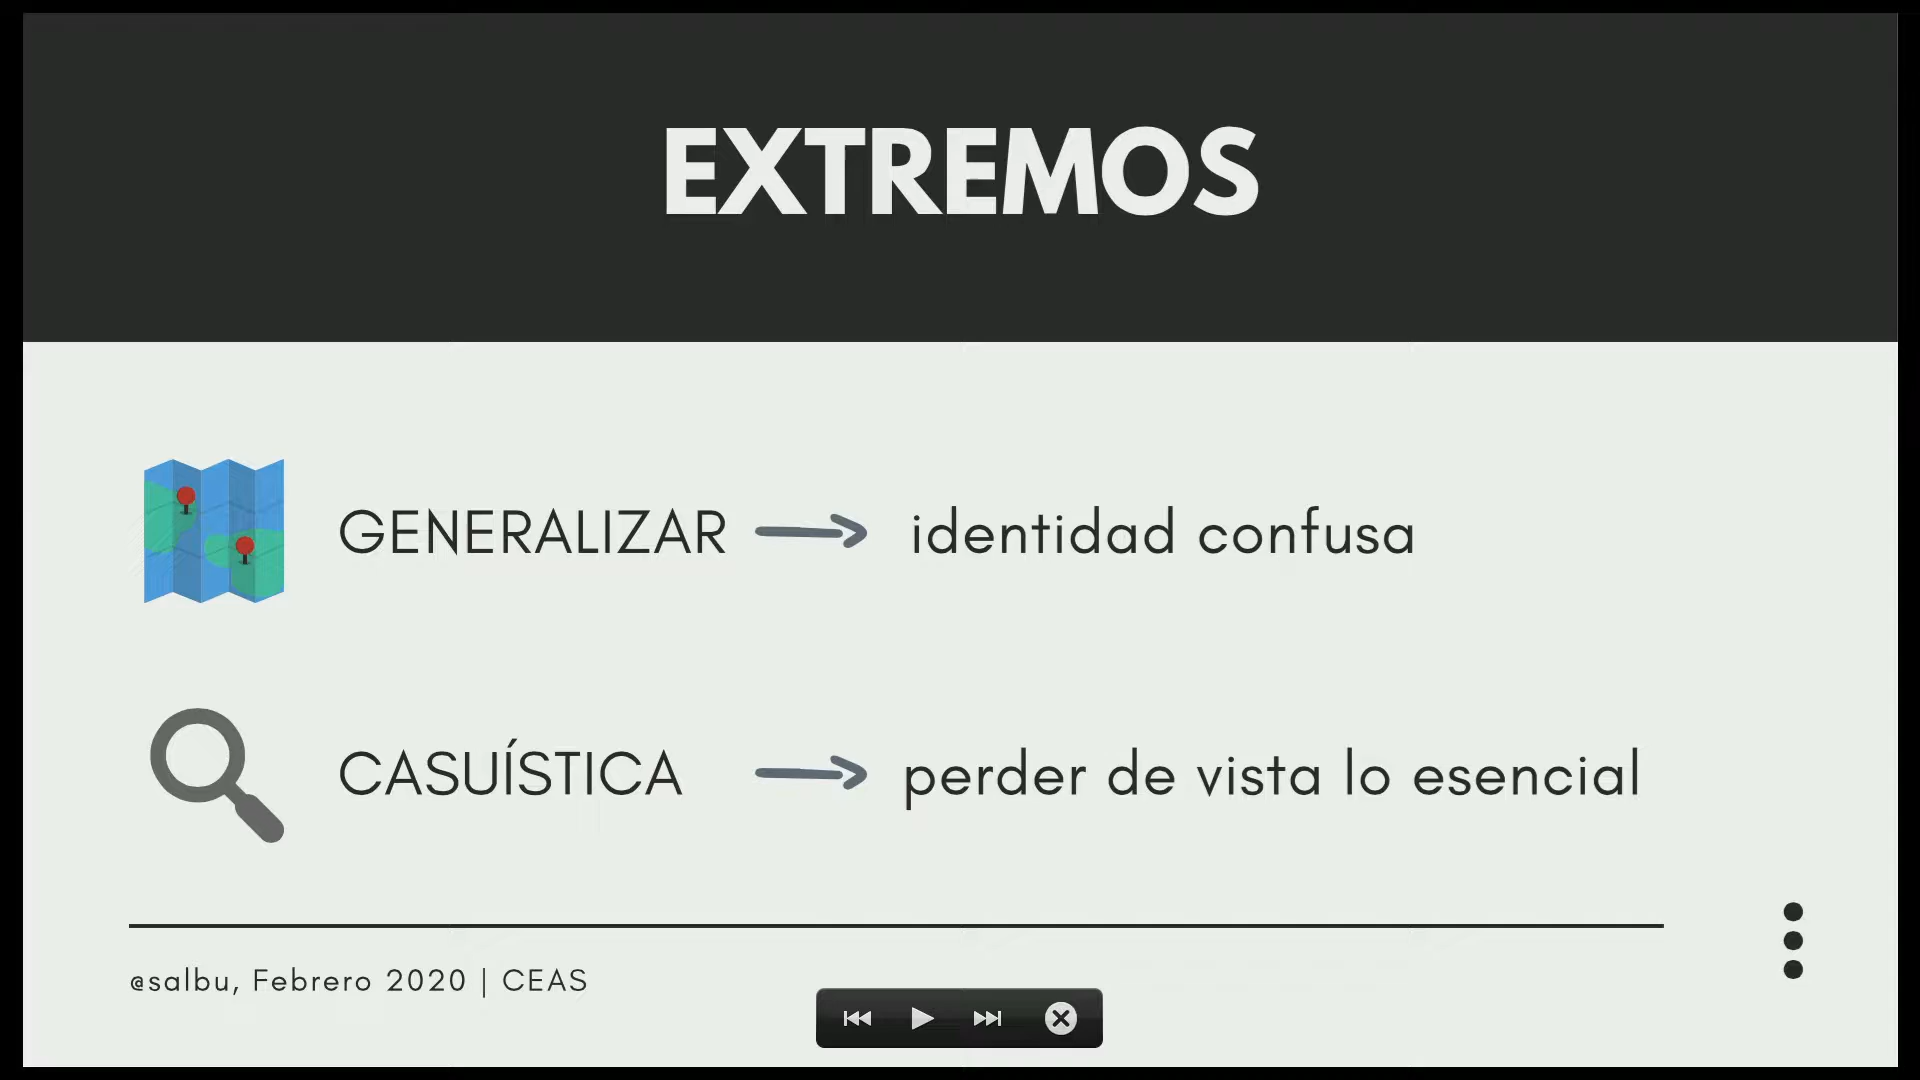 EXTREMOS
GENERALIZAR → identidad confusa
CASUÍSTICA → perder de vista lo esencial
@salbu, Febrero 2020 | CEAS